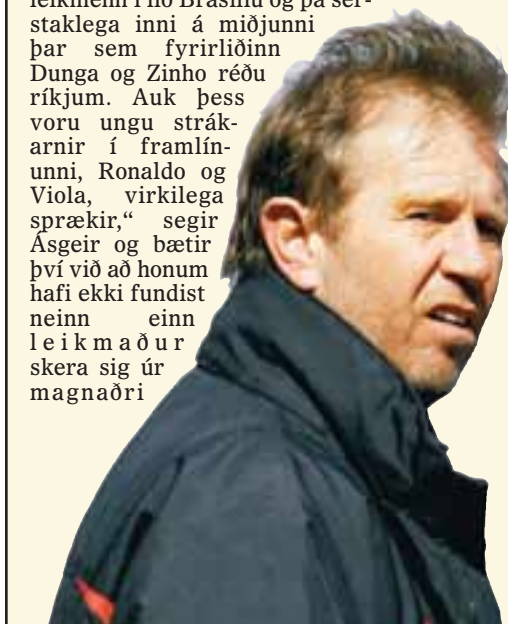 leikmenn í liði Brasilíu og þá sér-
staklega inni á miðjunni
þar sem fyrirliðinn
Dunga og Zinho réðu
ríkjum. Auk þess
voru ungu strák-
arnir í framlín-
unni, Ronaldo og
Viola, virkilega
sprækir,“ segir
Ásgeir og bætir
því við að honum
hafi ekki fundist
neinn einn
leikmaður
skera sig úr
magnaðri